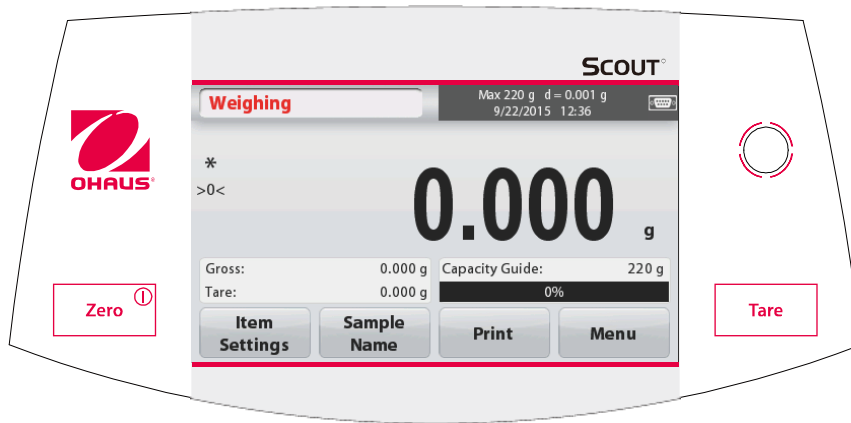 SCOUT
Weighing
Max 220 g d = 0.001 g
9/22/2015 12:36
OHAUS
*
>0<
0.000 g
Gross: 0.000 g
Tare: 0.000 g
Capacity Guide: 220 g
0%
Zero
Item Settings
Sample Name
Print
Menu
Tare